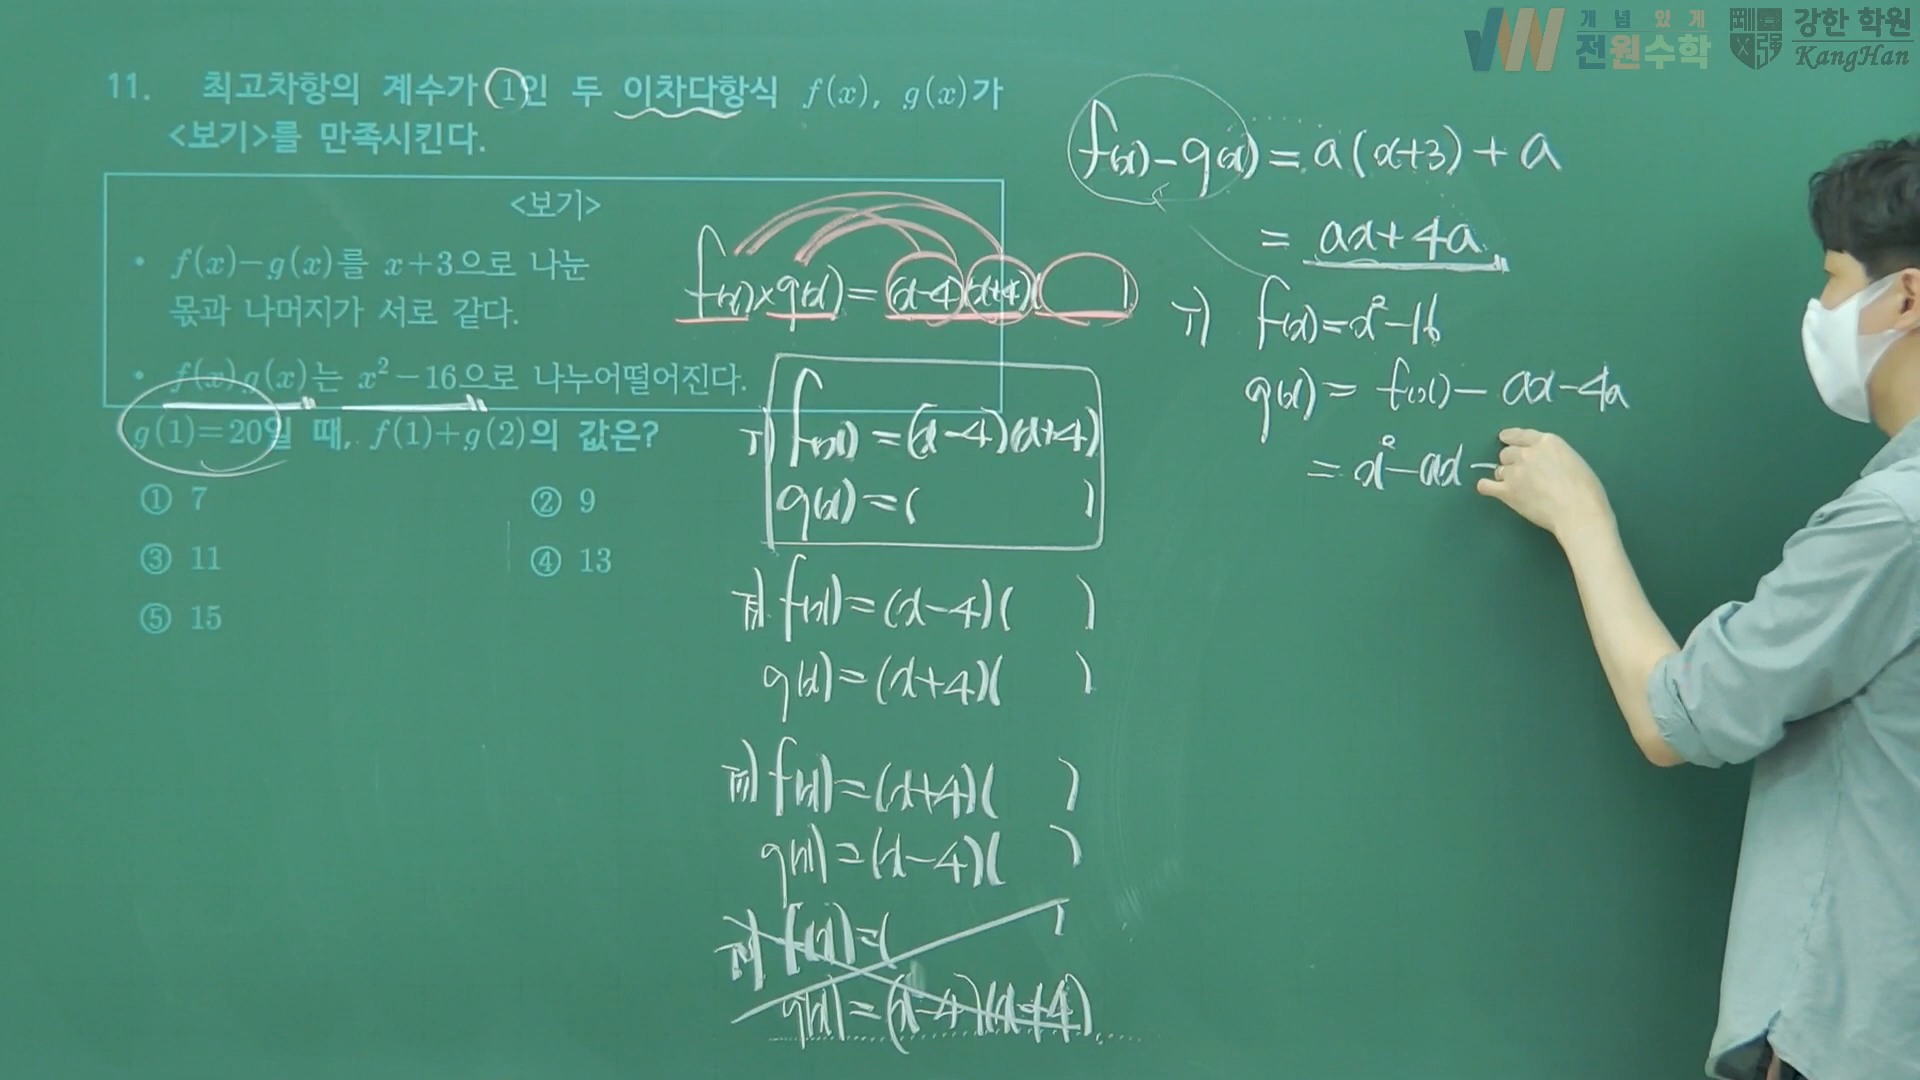 개념있게
전원수학
강한 학원
KangHan
11. 최고차항의 계수가 1인 두 이차다항식 f(x), g(x)가
<보기>를 만족시킨다.
<보기>
• f(x)-g(x)를 x+3으로 나눈
몫과 나머지가 서로 같다.
• f(x)g(x)는 x²-16으로 나누어떨어진다.
g(1)=20일 때, f(1)+g(2)의 값은?
① 7
② 9
③ 11
④ 13
⑤ 15
f(x)×g(x)=(x-4)(x+4)( )
ⅰ) f(x)=(x-4)(x+4)
g(x)=( )
ⅱ) f(x)=(x-4)( )
g(x)=(x+4)( )
ⅲ) f(x)=(x+4)( )
g(x)=(x-4)( )
ⅳ) f(x)=( )
g(x)=(x-4)(x+4)
f(x)-g(x)=a(x+3)+a
=ax+4a
ⅰ) f(x)=x²-16
g(x)=f(x)-ax-4a
=x²-ax-